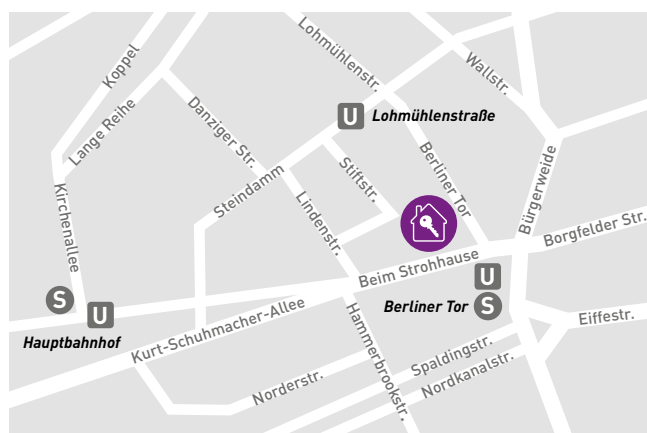 Koppel
Lange Reihe
Kirchenallee
Danziger Str.
Lohmühlenstr.
Wallstr.
U Lohmühlenstraße
Steindamm
Stiftstr.
Lindenstr.
Berliner Tor
Bürgerweide
Borgfelder Str.
Beim Strohhause
U
Berliner Tor S
S
U
Hauptbahnhof
Kurt-Schuhmacher-Allee
Hammerbrookstr.
Norderstr.
Spaldingstr.
Nordkanalstr.
Eiffestr.